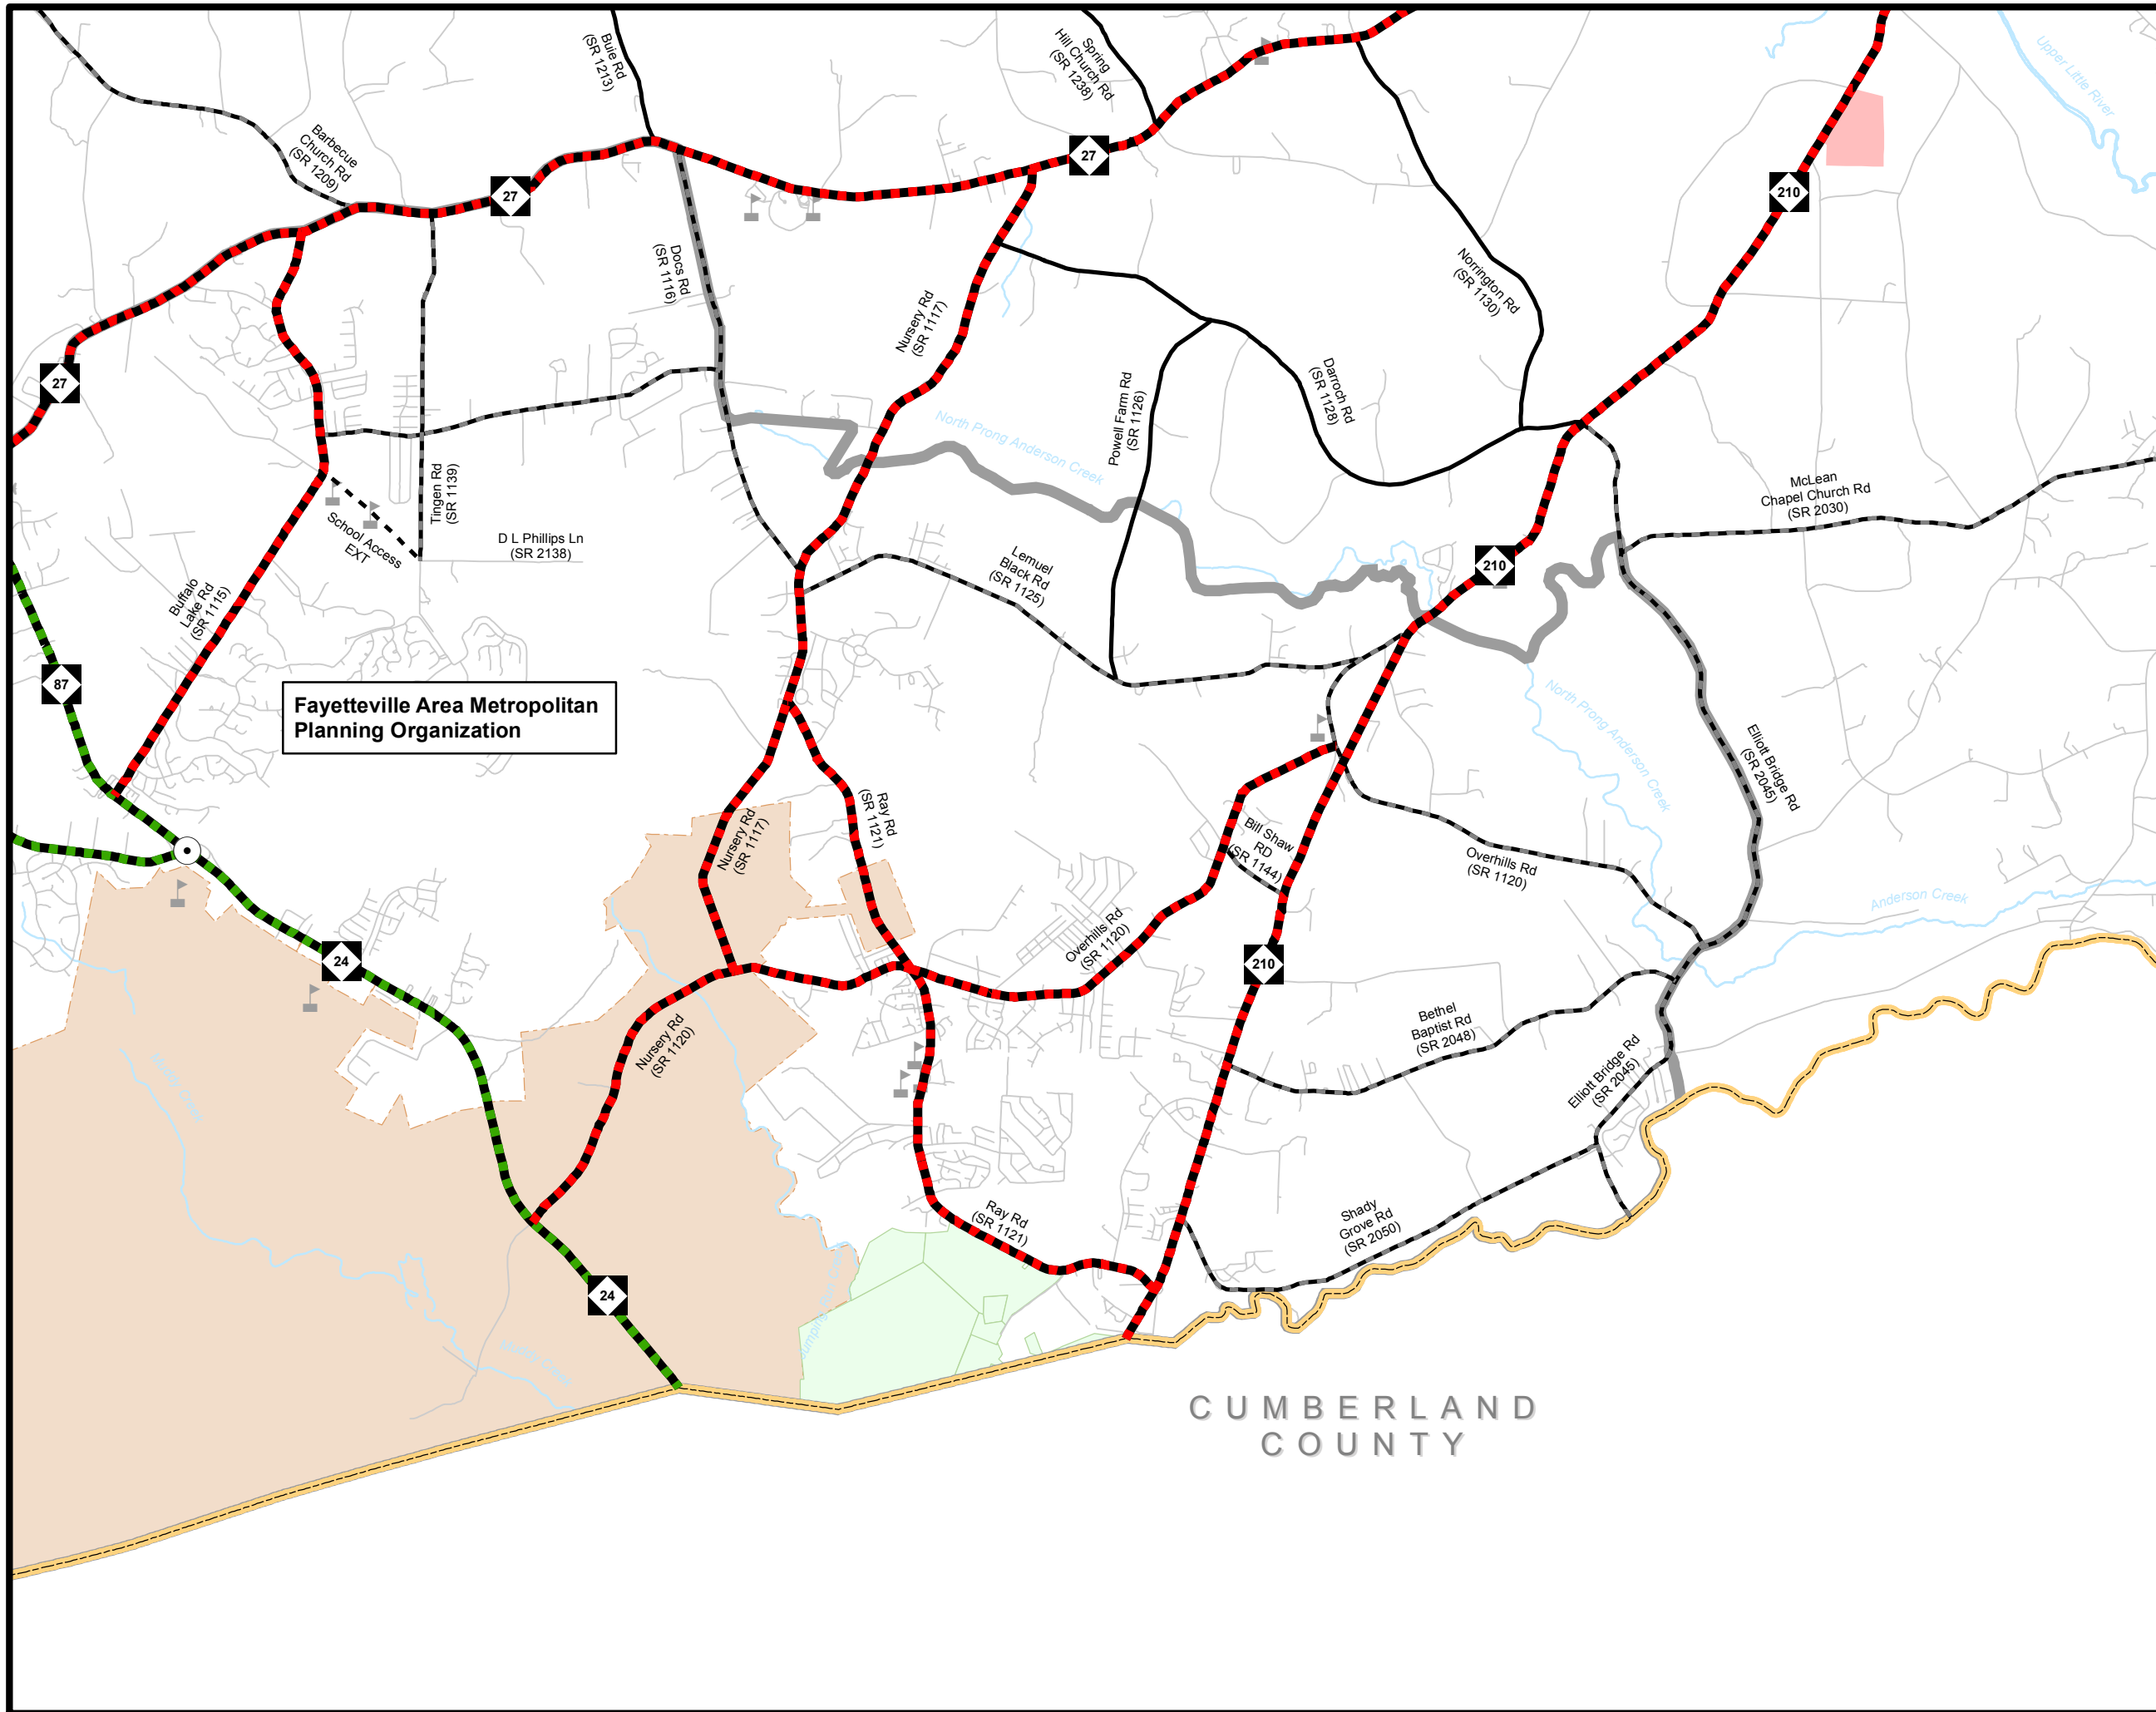 Buie Rd
(SR 1213)
Spring
Hill Church Rd
(SR 1238)
Upper Little River
Barbecue
Church Rd
(SR 1209)
27
27
210
Docs Rd
(SR 1116)
Nursery Rd
(SR 1117)
Norrington Rd
(SR 1130)
27
Powell Farm Rd
(SR 1126)
Darroch Rd
(SR 1128)
North Prong Anderson Creek
Tingen Rd
(SR 1139)
McLean
Chapel Church Rd
(SR 2030)
School Access
EXT
D L Phillips Ln
(SR 2138)
Lemuel
Black Rd
(SR 1125)
210
Buffalo
Lake Rd
(SR 1115)
87
Fayetteville Area Metropolitan
Planning Organization
North Prong Anderson Creek
Elliott Bridge Rd
(SR 2045)
Ray Rd
(SR 1121)
Nursery Rd
(SR 1117)
Bill Shaw
RD
(SR 1144)
Overhills Rd
(SR 1120)
Anderson Creek
Overhills Rd
(SR 1120)
24
210
Nursery Rd
(SR 1120)
Bethel
Baptist Rd
(SR 2048)
Elliott Bridge Rd
(SR 2045)
Ray Rd
(SR 1121)
Shady
Grove Rd
(SR 2050)
24
CUMBERLAND
COUNTY